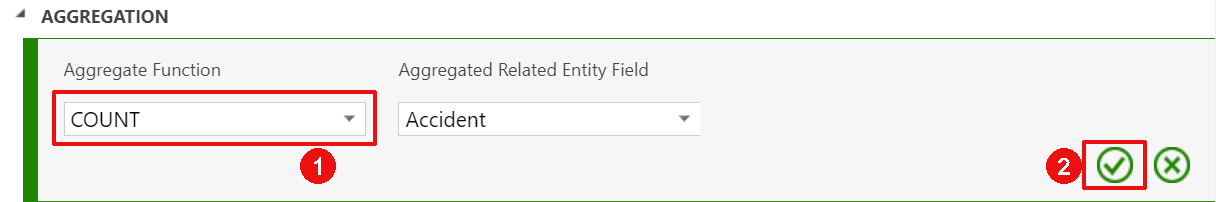 AGGREGATION
Aggregate Function
Aggregated Related Entity Field
COUNT
Accident
1
2